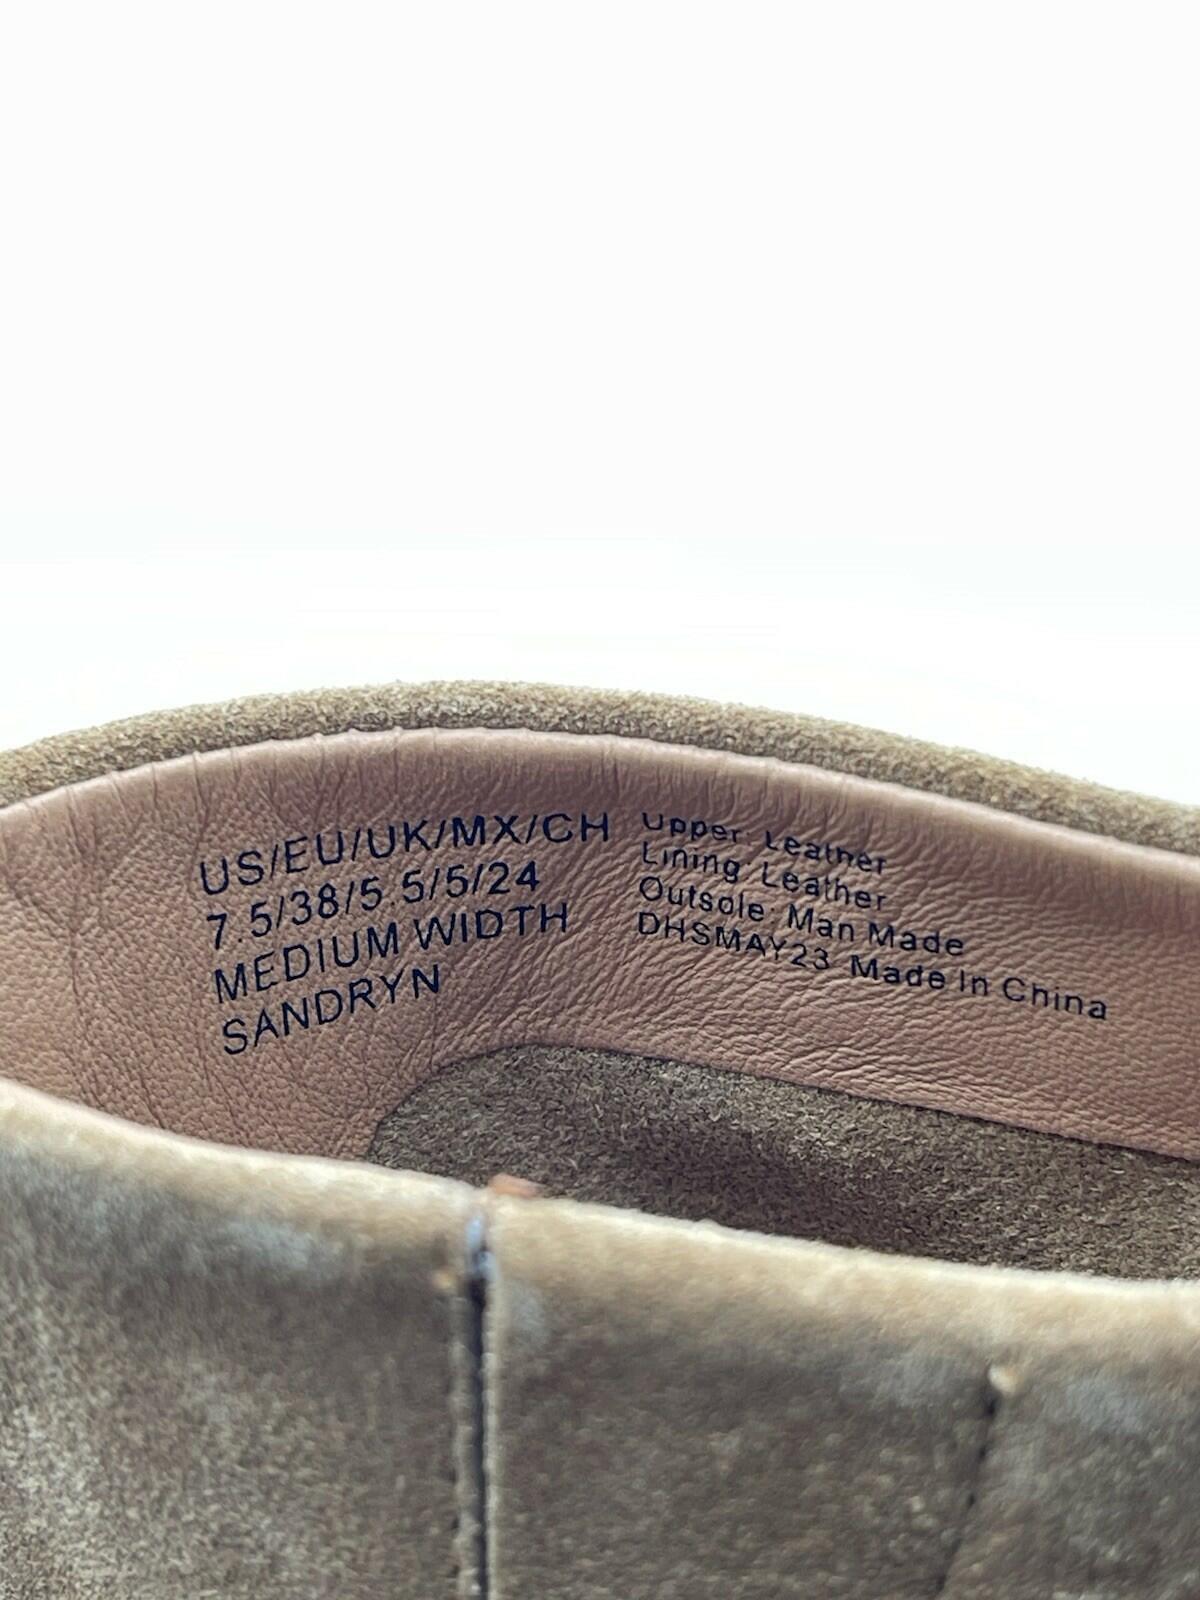 US/EU/UK/MX/CH
7.5/38/5.5/5/24
MEDIUM WIDTH
SANDRYN
Upper: Leather
Lining: Leather
Outsole: Man Made
DHSMAY23 Made In China